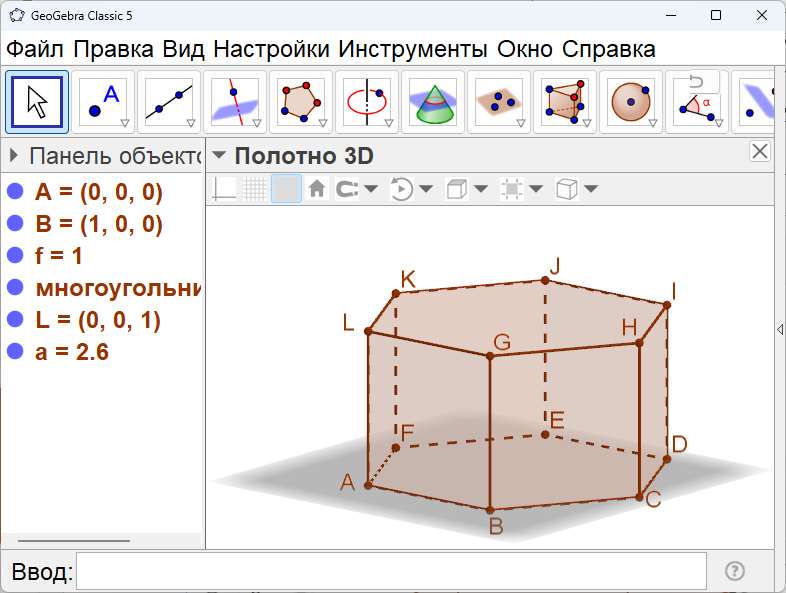 GeoGebra Classic 5
Файл Правка Вид Настройки Инструменты Окно Справка
A
α
Панель объекто
Полотно 3D
A = (0, 0, 0)
B = (1, 0, 0)
f = 1
многоугольни
L = (0, 0, 1)
a = 2.6
K
J
I
L
G
H
F
E
D
A
B
C
Ввод:
?